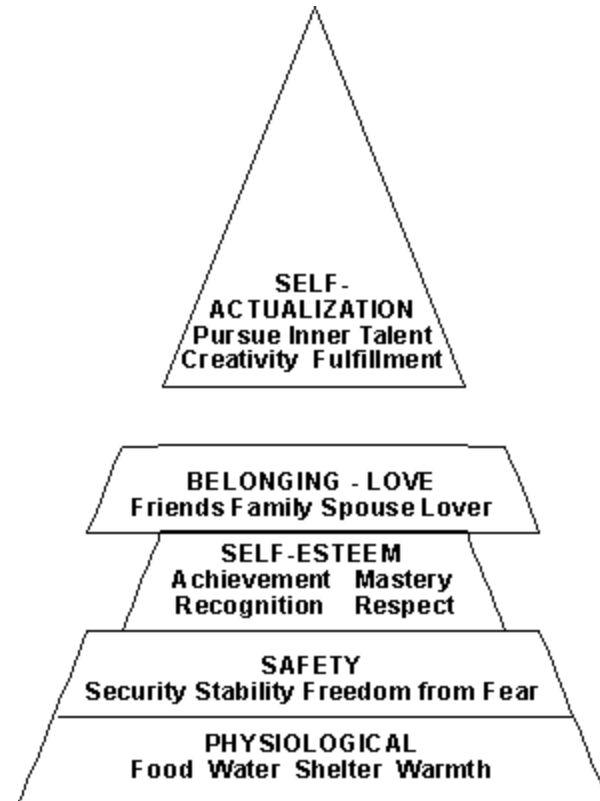 SELF-
ACTUALIZATION
Pursue Inner Talent
Creativity Fulfillment
BELONGING - LOVE
Friends Family Spouse Lover
SELF-ESTEEM
Achievement Mastery
Recognition Respect
SAFETY
Security Stability Freedom from Fear
PHYSIOLOGICAL
Food Water Shelter Warmth